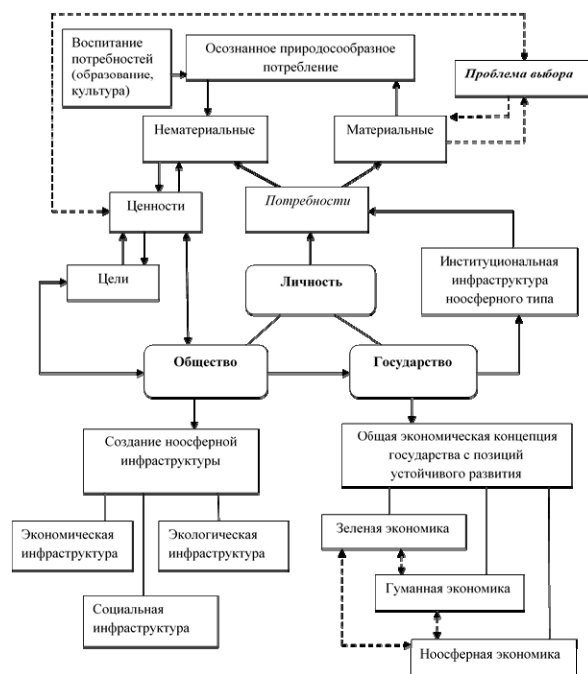 Воспитание
потребностей
(образование,
культура)
Осознанное природосообразное
потребление
Проблема выбора
Нематериальные
Материальные
Ценности
Потребности
Цели
Личность
Институциональная
инфраструктура
ноосферного типа
Общество
Государство
Создание ноосферной
инфраструктуры
Общая экономическая концепция
государства с позиций
устойчивого развития
Экономическая
инфраструктура
Экологическая
инфраструктура
Социальная
инфраструктура
Зеленая экономика
Гуманная экономика
Ноосферная экономика